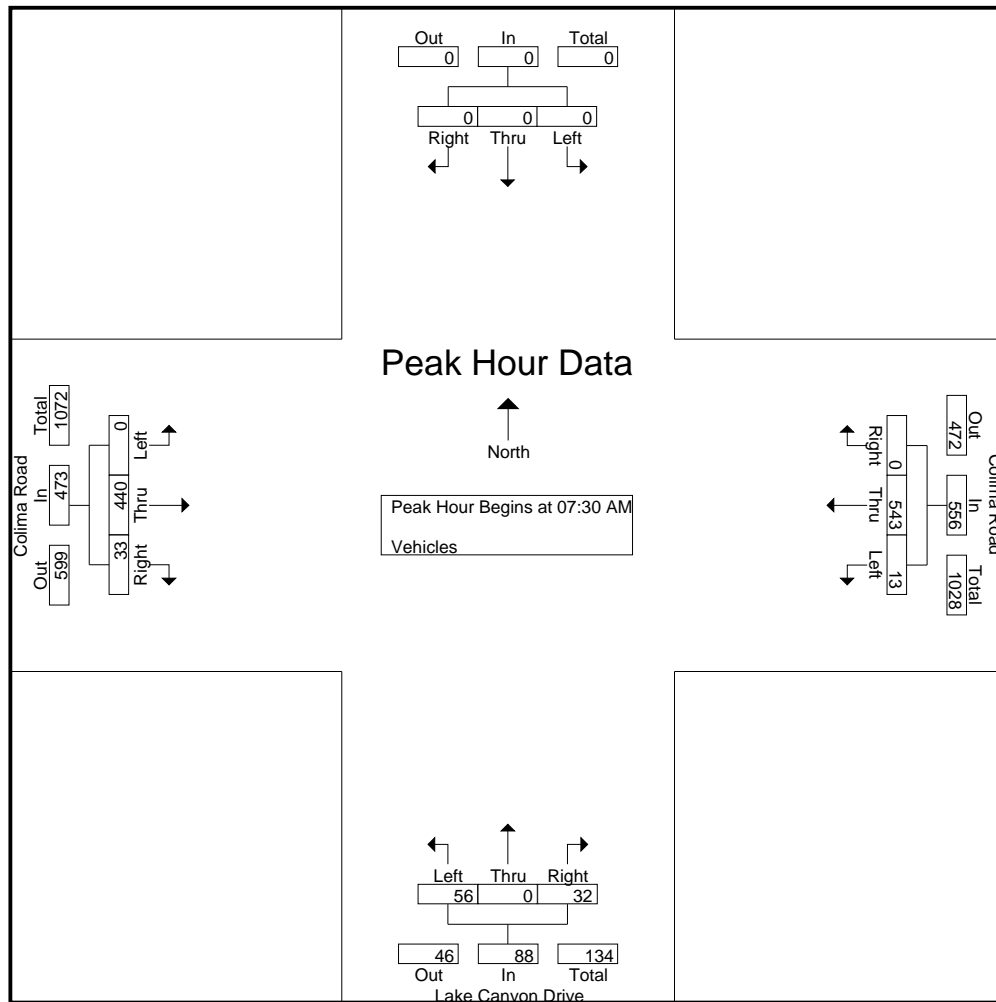 Out In Total
0 0 0
0 0 0
Right Thru Left
Peak Hour Data
North
Peak Hour Begins at 07:30 AM
Vehicles
Colima Road
Out In Total
599 473 1072
33 440 0
Right Thru Left
Right Thru Left
0 543 13
472 556 1028
Out In Total
Colima Road
Left Thru Right
56 0 32
46 88 134
Out In Total
Lake Canyon Drive